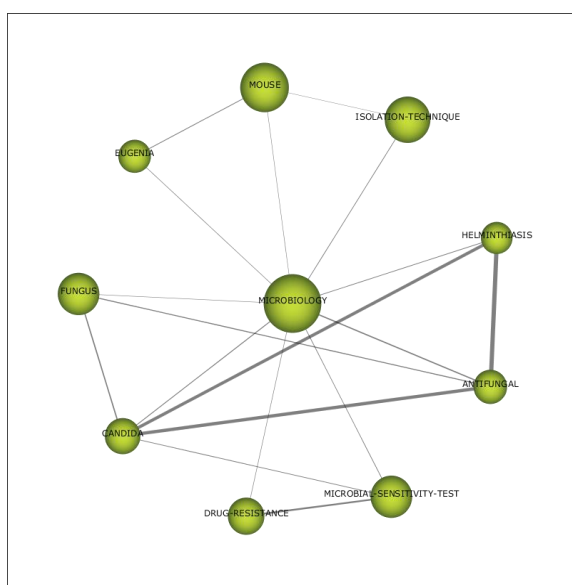 MOUSE
ISOLATION-TECHNIQUE
EUGENIA
HELMINTHIASIS
FUNGUS
MICROBIOLOGY
ANTIFUNGAL
CANDIDA
MICROBIAL-SENSITIVITY-TEST
DRUG-RESISTANCE